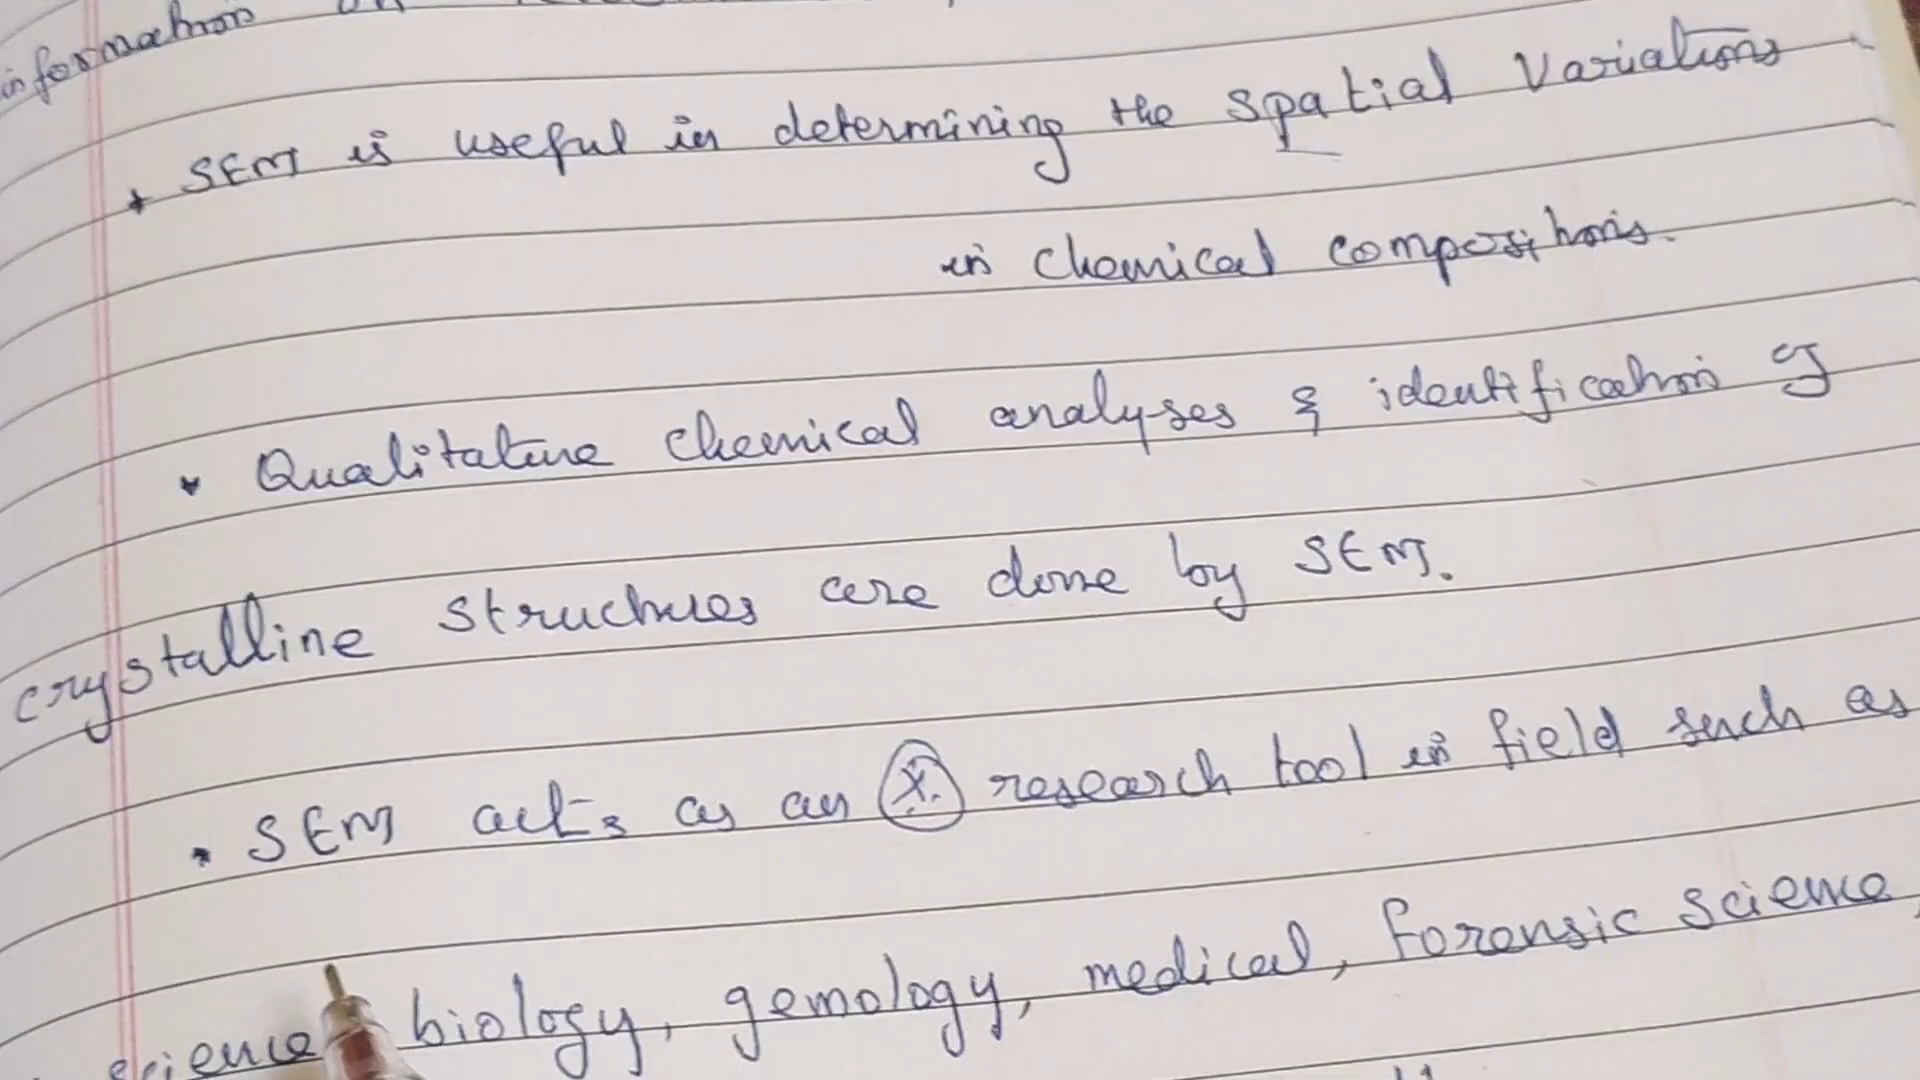 information on
* SEM is useful in determining the spatial variations
in chemical compositions.
• Qualitative chemical analyses & identification of
crystalline structures are done by SEM.
• SEM acts as an (X.) research tool in field such as
science, biology, gemology, medical, forensic science,